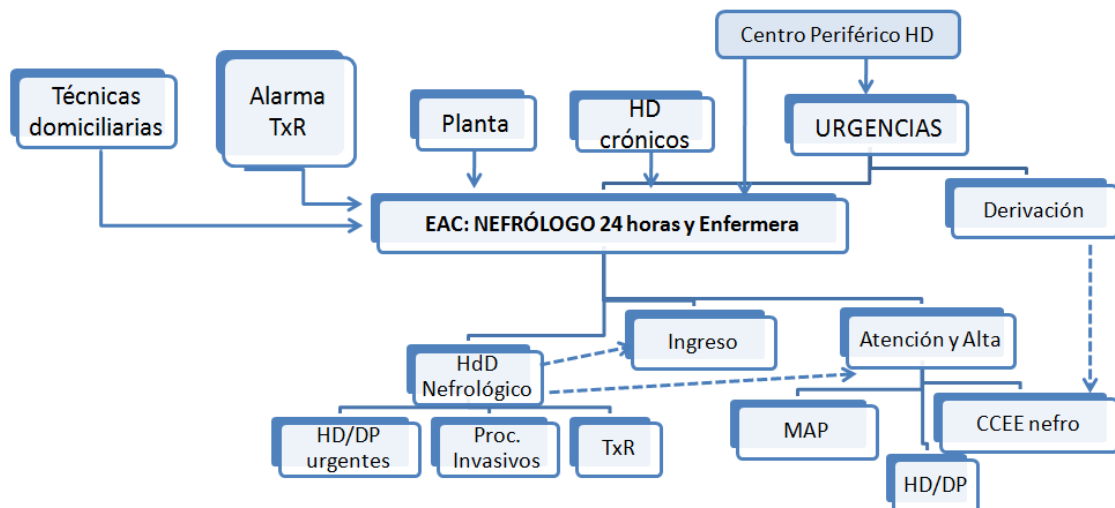 Centro Periférico HD
Técnicas
domiciliarias
Alarma
TxR
Planta
HD
crónicos
URGENCIAS
EAC: NEFRÓLOGO 24 horas y Enfermera
Derivación
HdD
Nefrológico
Ingreso
Atención y Alta
HD/DP
urgentes
Proc.
Invasivos
TxR
MAP
CCEE nefro
HD/DP